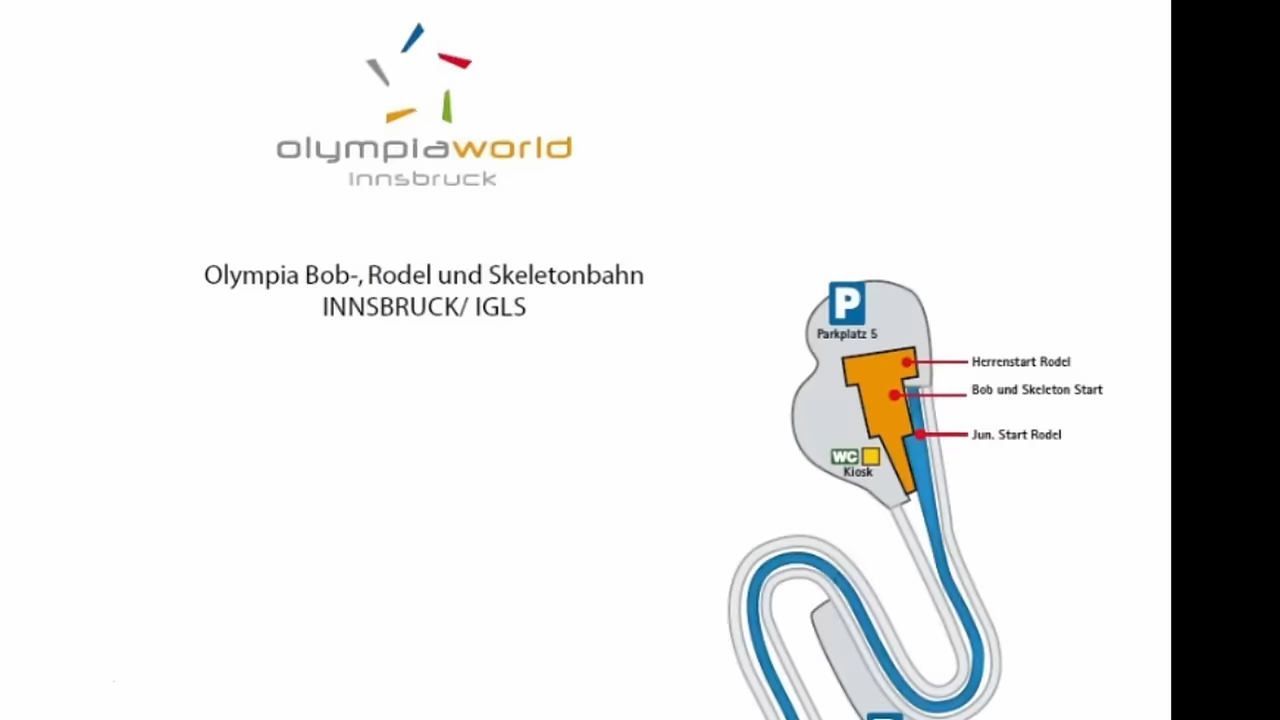 olympiaworld
Innsbruck
Olympia Bob-, Rodel und Skeletonbahn
INNSBRUCK/ IGLS
P
Parkplatz 5
Herrenstart Rodel
Bob und Skeleton Start
Jun. Start Rodel
WC
Kiosk